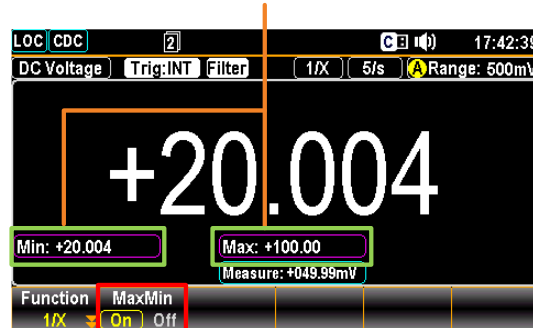 LOC CDC 2 C 17:42:39
DC Voltage Trig:INT Filter 1/X 5/s A Range: 500mV
+20.004
Min: +20.004 Max: +100.00
Measure: +049.99mV
Function MaxMin
1/X On Off